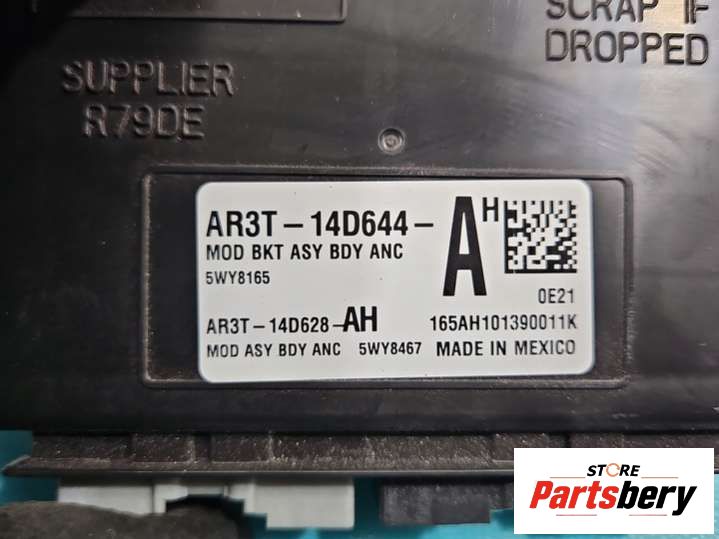 SCRAP IF
DROPPED
SUPPLIER
R79DE
AR3T-14D644-AH
MOD BKT ASY BDY ANC
5WY8165
0E21
AR3T-14D628-AH 165AH101390011K
MOD ASY BDY ANC 5WY8467 MADE IN MEXICO
STORE
Partsbery